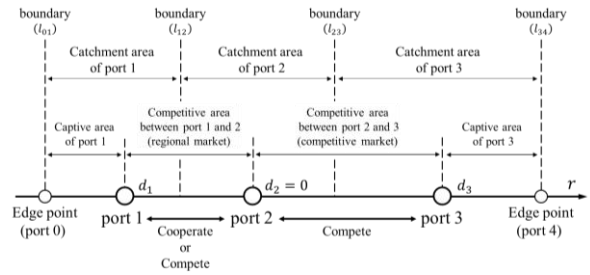 boundary boundary boundary boundary
(l₀₁) (l₁₂) (l₂₃) (l₃₄)
Catchment area Catchment area Catchment area
of port 1 of port 2 of port 3
Competitive area Competitive area
Captive area between port 1 and 2 between port 2 and 3 Captive area
of port 1 (regional market) (competitive market) of port 3
d₁ d₂ = 0 d₃ r
Edge point port 1 port 2 port 3 Edge point
(port 0) Cooperate Compete (port 4)
or
Compete